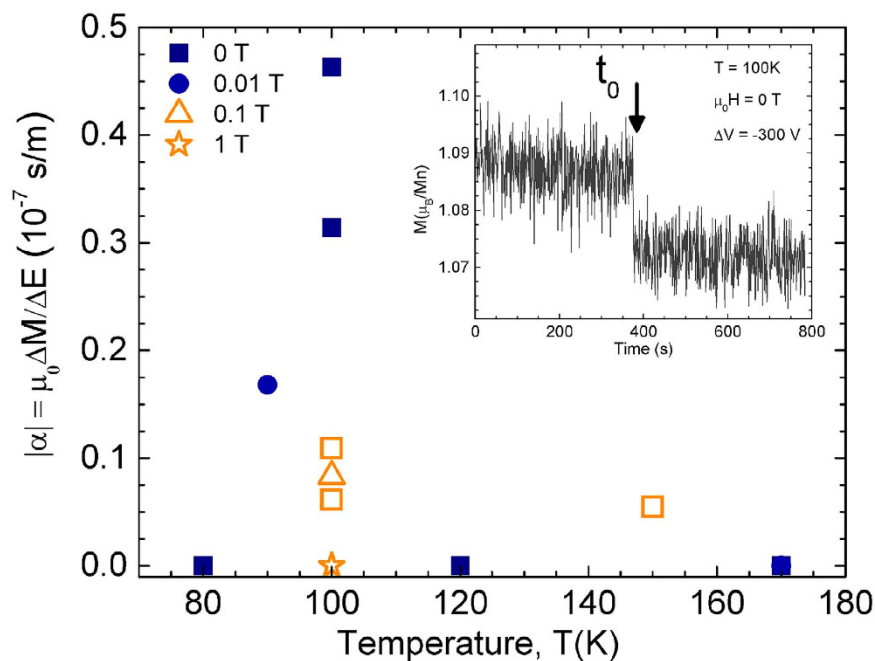 |α| = μ₀ΔM/ΔE (10⁻⁷ s/m)
0.5
0.4
0.3
0.2
0.1
0.0
0 T
0.01 T
0.1 T
1 T
M(μ_B/Mn)
1.10
1.09
1.08
1.07
t₀
T = 100K
μ₀H = 0 T
ΔV = -300 V
0 200 400 600 800
Time (s)
80 100 120 140 160 180
Temperature, T(K)